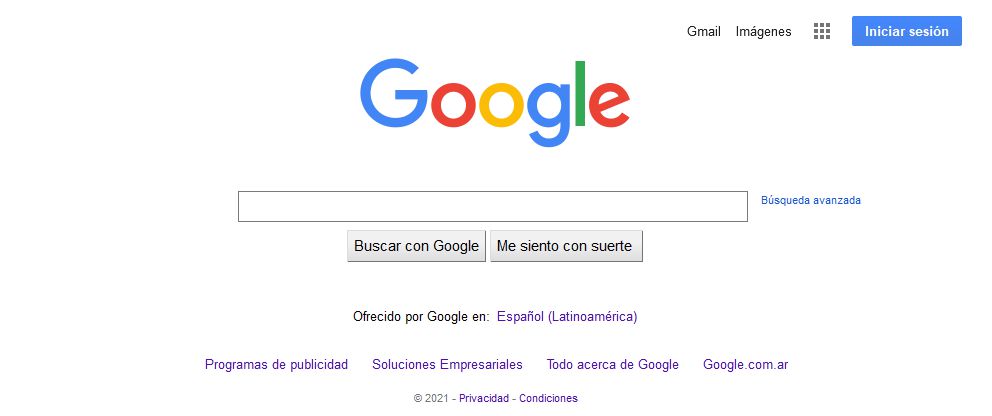 Gmail Imágenes Iniciar sesión
Google
Búsqueda avanzada
Buscar con Google Me siento con suerte
Ofrecido por Google en: Español (Latinoamérica)
Programas de publicidad Soluciones Empresariales Todo acerca de Google Google.com.ar
© 2021 - Privacidad - Condiciones